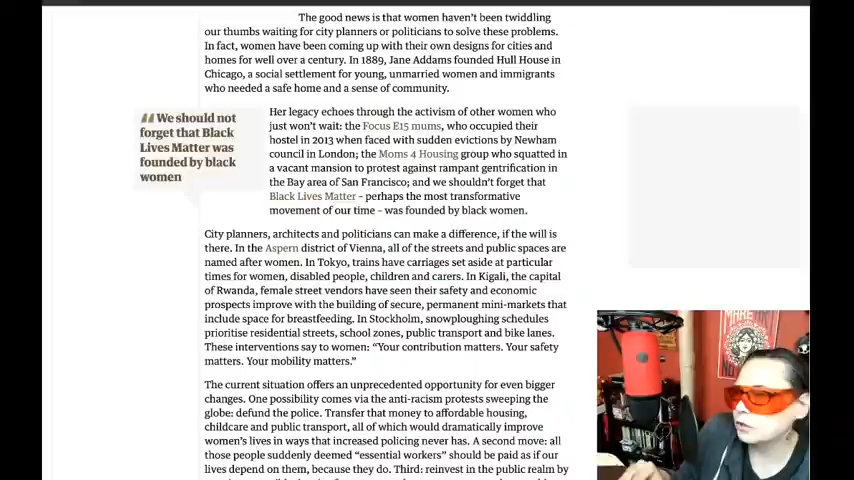 The good news is that women haven't been twiddling
our thumbs waiting for city planners or politicians to solve these problems.
In fact, women have been coming up with their own designs for cities and
homes for well over a century. In 1889, Jane Addams founded Hull House in
Chicago, a social settlement for young, unmarried women and immigrants
who needed a safe home and a sense of community.
“We should not
forget that Black
Lives Matter was
founded by black
women
Her legacy echoes through the activism of other women who
just won't wait: the Focus E15 mums, who occupied their
hostel in 2013 when faced with sudden evictions by Newham
council in London; the Moms 4 Housing group who squatted in
a vacant mansion to protest against rampant gentrification in
the Bay area of San Francisco; and we shouldn't forget that
Black Lives Matter – perhaps the most transformative
movement of our time – was founded by black women.
City planners, architects and politicians can make a difference, if the will is
there. In the Aspern district of Vienna, all of the streets and public spaces are
named after women. In Tokyo, trains have carriages set aside at particular
times for women, disabled people, children and carers. In Kigali, the capital
of Rwanda, female street vendors have seen their safety and economic
prospects improve with the building of secure, permanent mini-markets that
include space for breastfeeding. In Stockholm, snowploughing schedules
prioritise residential streets, school zones, public transport and bike lanes.
These interventions say to women: “Your contribution matters. Your safety
matters. Your mobility matters.”
The current situation offers an unprecedented opportunity for even bigger
changes. One possibility comes via the anti-racism protests sweeping the
globe: defund the police. Transfer that money to affordable housing,
childcare and public transport, all of which would dramatically improve
women's lives in ways that increased policing never has. A second move: all
those people suddenly deemed “essential workers” should be paid as if our
lives depend on them, because they do. Third: reinvest in the public realm by
MAKE ART